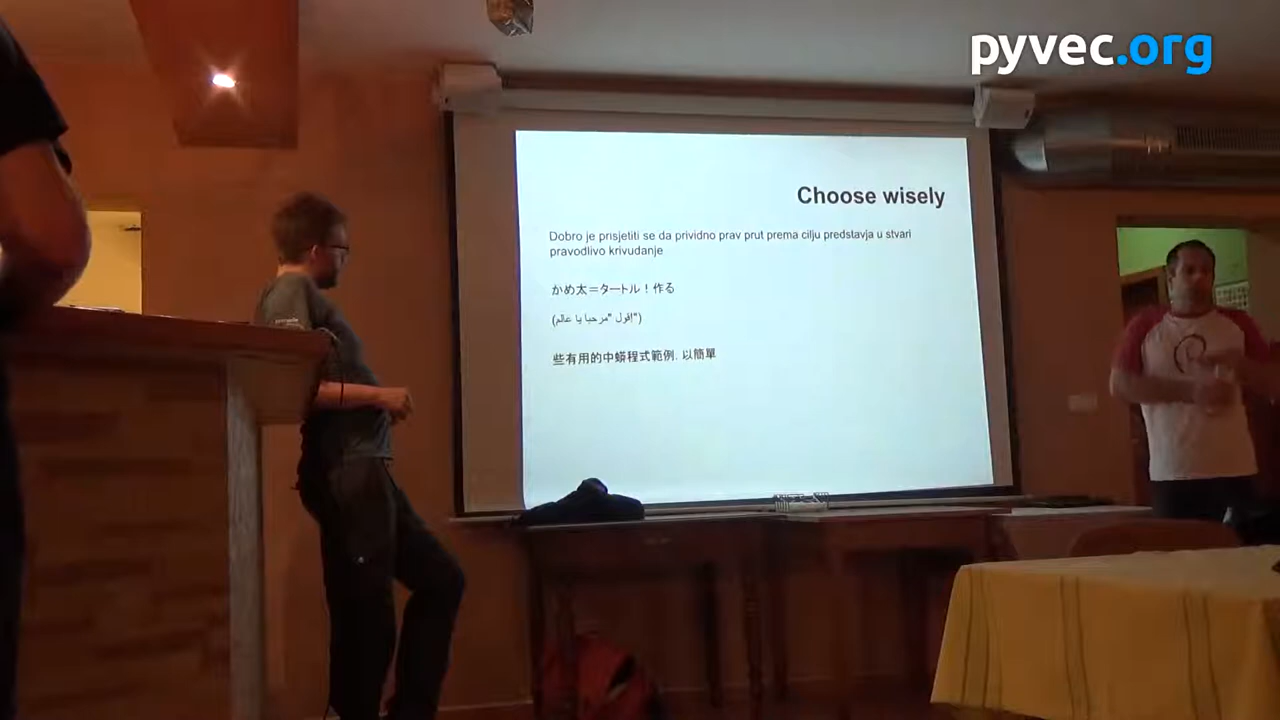 pyvec.org
Choose wisely
Dobro je prisjetiti se da prividno prav prut prema cilju predstavja u stvari
pravodlivo krivudanje
かめ太＝タートル！作る
(قول "مرحبا يا عالم!")
些有用的中蟒程式範例. 以簡單